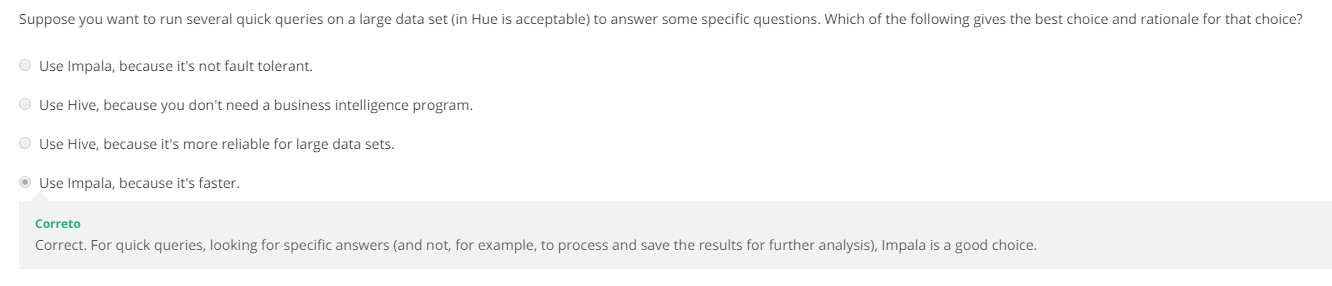 Suppose you want to run several quick queries on a large data set (in Hue is acceptable) to answer some specific questions. Which of the following gives the best choice and rationale for that choice?
Use Impala, because it's not fault tolerant.
Use Hive, because you don't need a business intelligence program.
Use Hive, because it's more reliable for large data sets.
Use Impala, because it's faster.
Correto
Correct. For quick queries, looking for specific answers (and not, for example, to process and save the results for further analysis), Impala is a good choice.